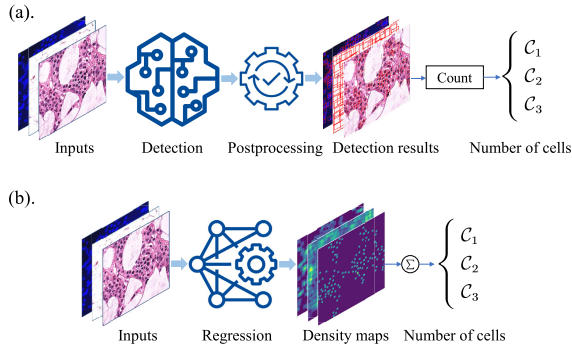 (a).
Count
C1
C2
C3
Inputs Detection Postprocessing Detection results Number of cells
(b).
Σ
C1
C2
C3
Inputs Regression Density maps Number of cells